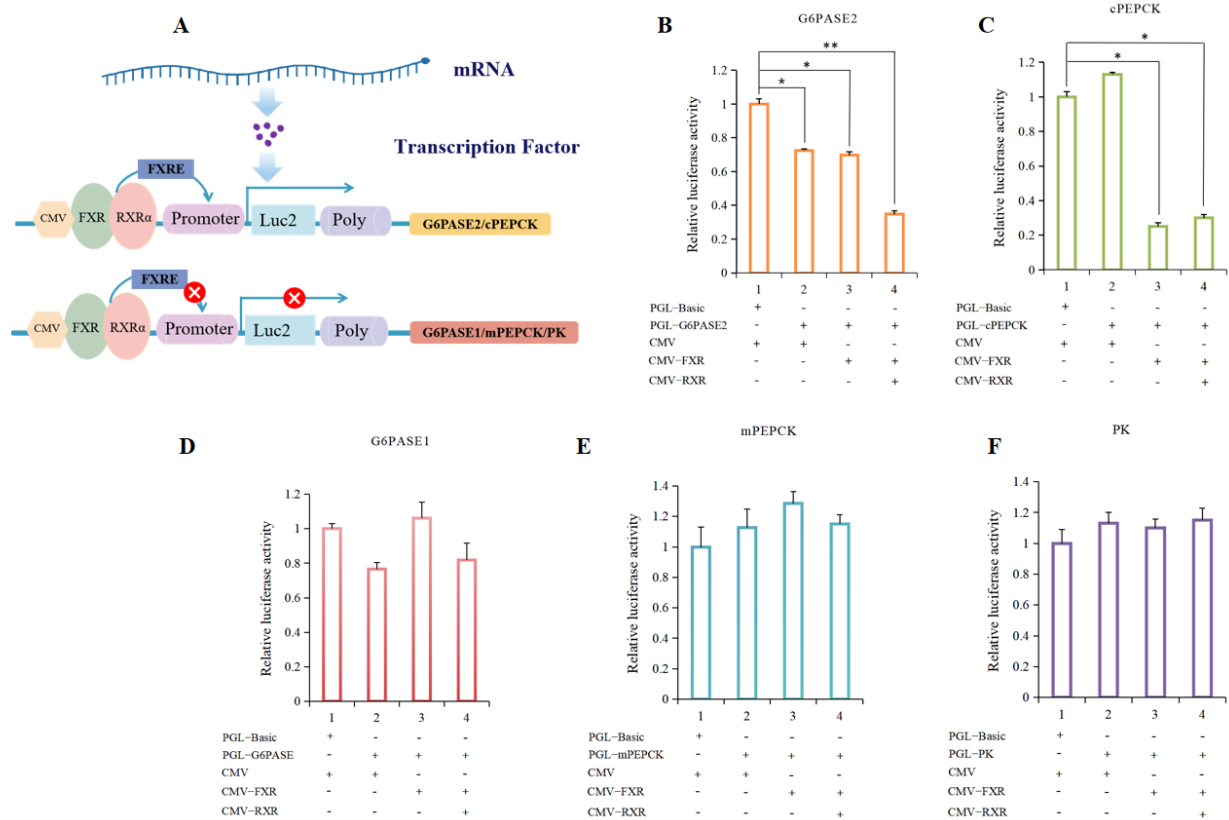 A
mRNA
Transcription Factor
FXRE
CMV FXR RXRα Promoter Luc2 Poly G6PASE2/cPEPCK
FXRE
CMV FXR RXRα Promoter Luc2 Poly G6PASE1/mPEPCK/PK
B
G6PASE2
**
*
*
Relative luciferase activity
1.2
1
0.8
0.6
0.4
0.2
0
1 2 3 4
PGL-Basic + - - -
PGL-G6PASE2 - + + +
CMV + + - -
CMV-FXR - - + +
CMV-RXR - - - +
C
cPEPCK
*
*
Relative luciferase activity
1.2
1
0.8
0.6
0.4
0.2
0
1 2 3 4
PGL-Basic + - - -
PGL-cPEPCK - + + +
CMV + + - -
CMV-FXR - - + +
CMV-RXR - - - +
D
G6PASE1
Relative luciferase activity
1.2
1
0.8
0.6
0.4
0.2
0
1 2 3 4
PGL-Basic + - - -
PGL-G6PASE - + + +
CMV + + - -
CMV-FXR - - + +
CMV-RXR - - - +
E
mPEPCK
Relative luciferase activity
1.4
1.2
1
0.8
0.6
0.4
0.2
0
1 2 3 4
PGL-Basic + - - -
PGL-mPEPCK - + + +
CMV + + - -
CMV-FXR - - + +
CMV-RXR - - - +
F
PK
Relative luciferase activity
1.4
1.2
1
0.8
0.6
0.4
0.2
0
1 2 3 4
PGL-Basic + - - -
PGL-PK - + + +
CMV + + - -
CMV-FXR - - + +
CMV-RXR - - - +